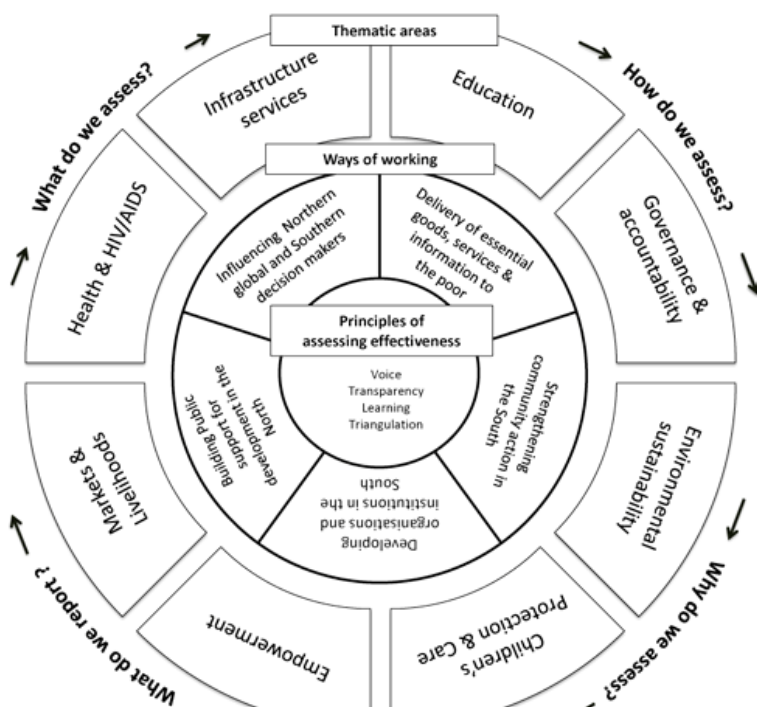 Thematic areas
What do we assess?
How do we assess?
Why do we assess?
What do we report ?
Infrastructure
services
Education
Governance &
accountability
Environmental
sustainability
Children's
Protection & Care
Empowerment
Markets &
Livelihoods
Health & HIV/AIDS
Ways of working
Influencing Northern
global and Southern
decision makers
Delivery of essential
goods, services &
information to
the poor
Strengthening
community action in
the South
Developing
organisations and
institutions in the
South
Building Public
support for
development in the
North
Principles of
assessing effectiveness
Voice
Transparency
Learning
Triangulation